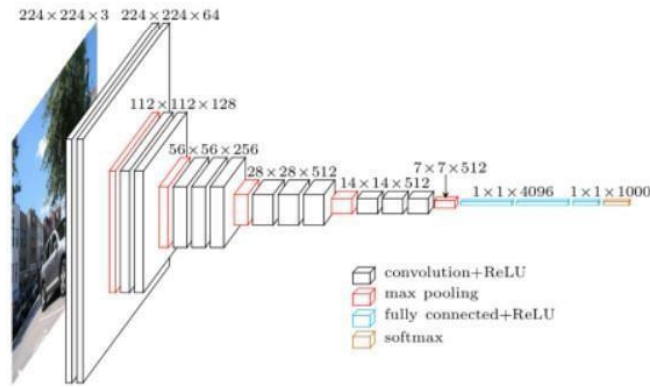 224×224×3
224×224×64
112×112×128
56×56×256
28×28×512
14×14×512
7×7×512
1×1×4096
1×1×1000
convolution+ReLU
max pooling
fully connected+ReLU
softmax